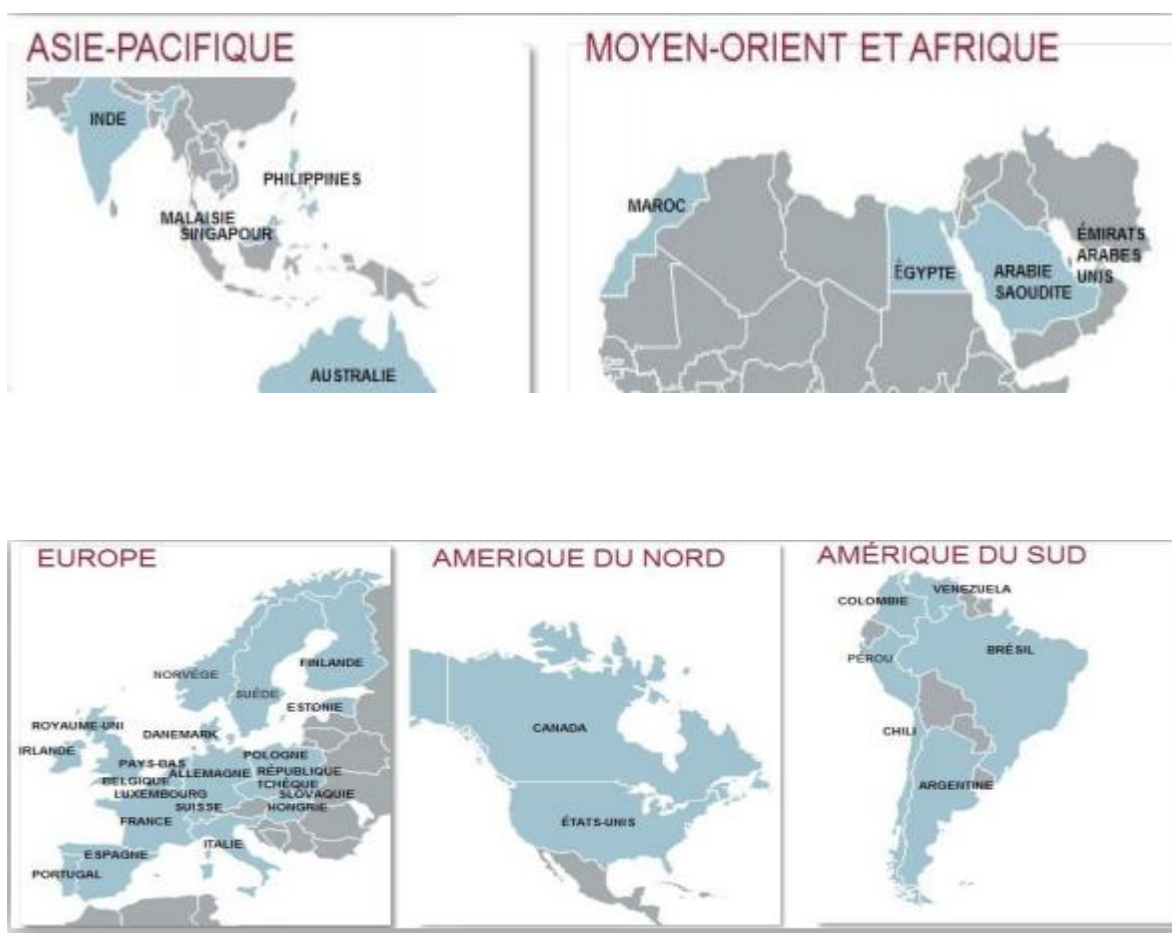 ASIE-PACIFIQUE
INDE
PHILIPPINES
MALAISIE
SINGAPOUR
AUSTRALIE
MOYEN-ORIENT ET AFRIQUE
MAROC
ÉGYPTE
ARABIE
SAOUDITE
ÉMIRATS
ARABES
UNIS
EUROPE
NORVÈGE
FINLANDE
SUÈDE
ESTONIE
ROYAUME-UNI
DANEMARK
IRLANDE
PAYS-BAS
POLOGNE
BELGIQUE
ALLEMAGNE
RÉPUBLIQUE
TCHÈQUE
LUXEMBOURG
SLOVAQUIE
SUISSE
HONGRIE
FRANCE
ITALIE
ESPAGNE
PORTUGAL
AMERIQUE DU NORD
CANADA
ÉTATS-UNIS
AMÉRIQUE DU SUD
VENEZUELA
COLOMBIE
BRÉSIL
PÉROU
CHILI
ARGENTINE